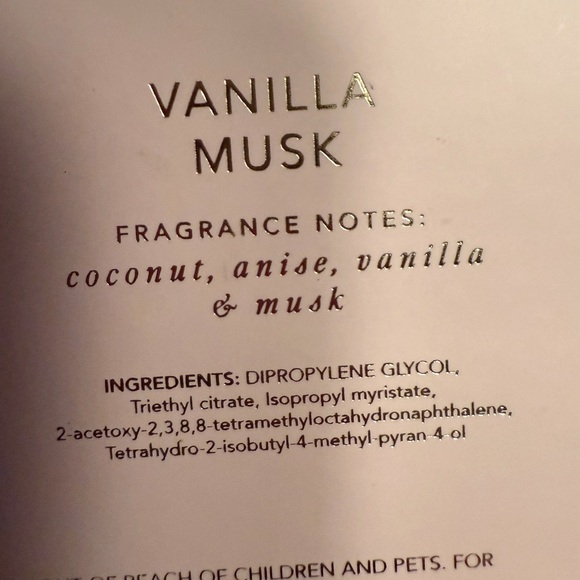 VANILLA
MUSK
FRAGRANCE NOTES:
coconut, anise, vanilla
& musk
INGREDIENTS: DIPROPYLENE GLYCOL,
Triethyl citrate, Isopropyl myristate,
2-acetoxy-2,3,8,8-tetramethyloctahydronaphthalene,
Tetrahydro-2-isobutyl-4-methyl-pyran-4-ol
OF REACH OF CHILDREN AND PETS. FOR